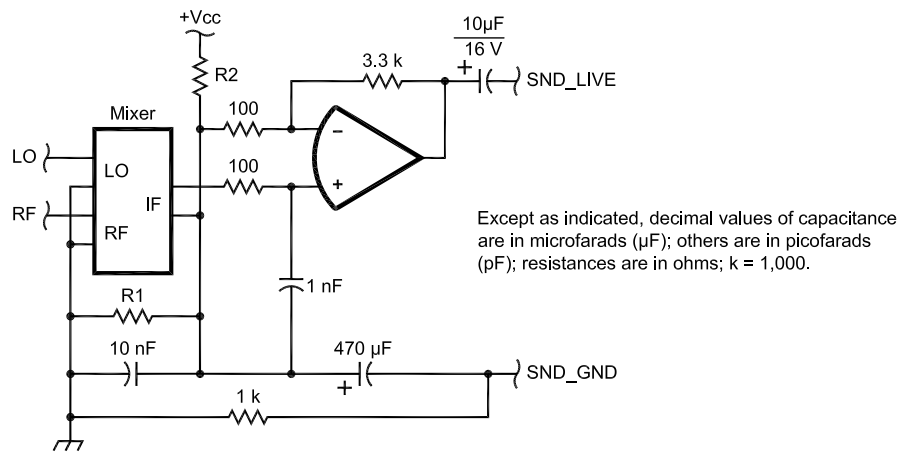 +Vcc
R2
10µF
16 V
+
3.3 k
SND_LIVE
100
Mixer
–
LO
LO
100
+
IF
RF
RF
Except as indicated, decimal values of capacitance
are in microfarads (µF); others are in picofarads
(pF); resistances are in ohms; k = 1,000.
1 nF
R1
10 nF
470 µF
+
SND_GND
1 k